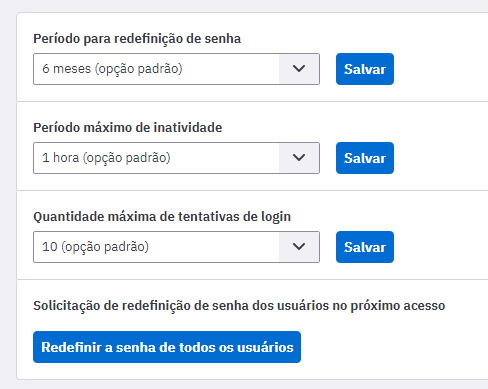 Período para redefinição de senha
6 meses (opção padrão)
Salvar
Período máximo de inatividade
1 hora (opção padrão)
Salvar
Quantidade máxima de tentativas de login
10 (opção padrão)
Salvar
Solicitação de redefinição de senha dos usuários no próximo acesso
Redefinir a senha de todos os usuários